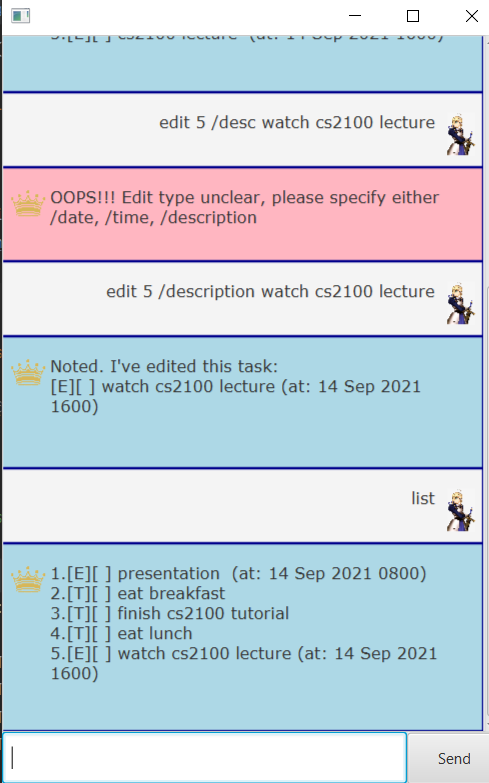 5.[E][ ] cs2100 lecture  (at: 14 Sep 2021 1600)
edit 5 /desc watch cs2100 lecture
OOPS!!! Edit type unclear, please specify either
/date, /time, /description
edit 5 /description watch cs2100 lecture
Noted. I've edited this task:
[E][ ] watch cs2100 lecture (at: 14 Sep 2021
1600)
list
1.[E][ ] presentation  (at: 14 Sep 2021 0800)
2.[T][ ] eat breakfast
3.[T][ ] finish cs2100 tutorial
4.[T][ ] eat lunch
5.[E][ ] watch cs2100 lecture (at: 14 Sep 2021
1600)
Send